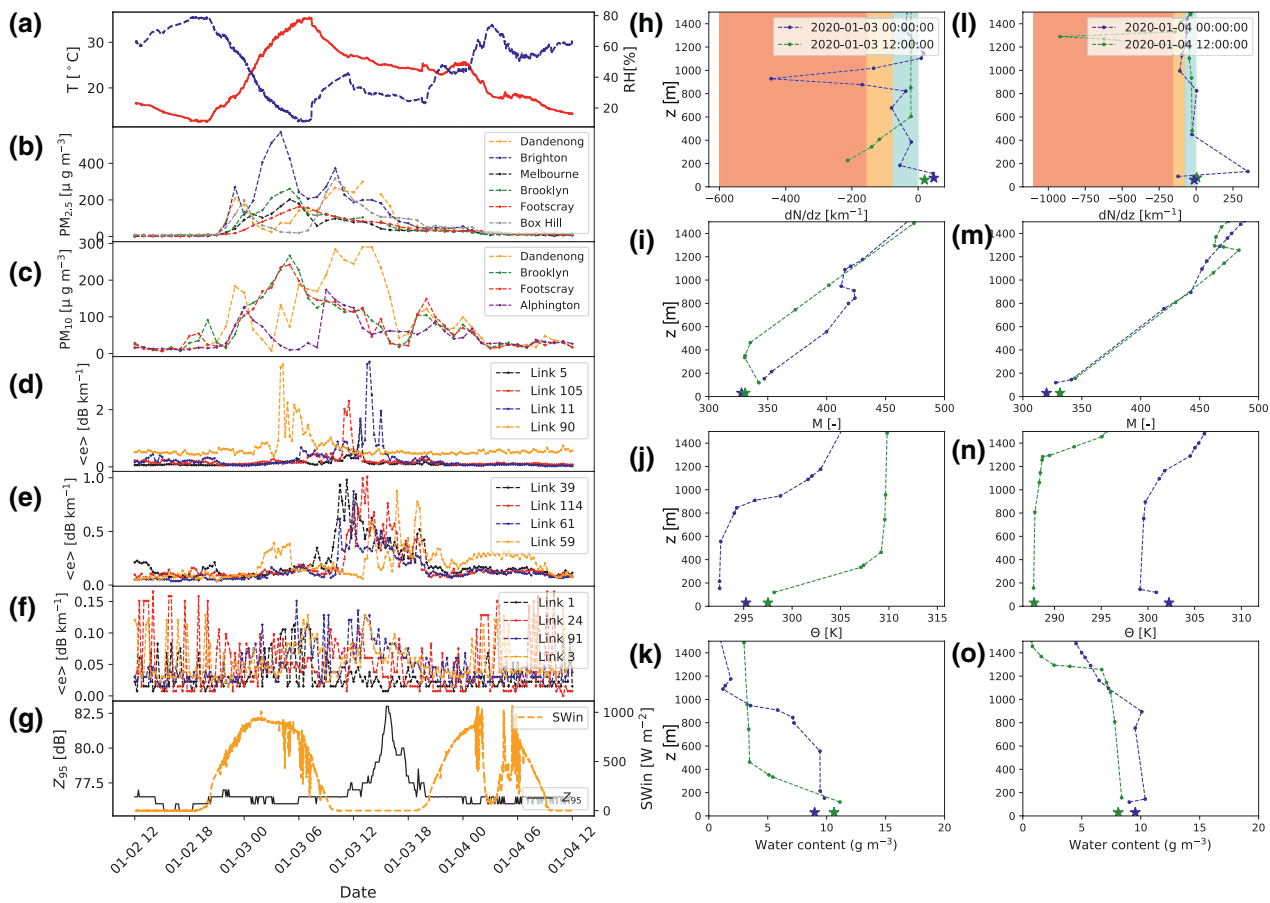 (a)
T [ ° C]
30
20
80
60
40
20
RH[%]
(b)
PM2.5 [μ g m−3]
400
200
0
Dandenong
Brighton
Melbourne
Brooklyn
Footscray
Box Hill
(c)
PM10 [μ g m−3]
300
200
100
0
Dandenong
Brooklyn
Footscray
Alphington
(d)
<e> [dB km−1]
2
0
Link 5
Link 105
Link 11
Link 90
(e)
<e> [dB km−1]
1.0
0.5
0.0
Link 39
Link 114
Link 61
Link 59
(f)
<e> [dB km−1]
0.15
0.10
0.05
0.00
Link 1
Link 24
Link 91
Link 3
(g)
Z95 [dB]
82.5
80.0
77.5
SWin
Z95
1000
500
0
SWin [W m−2]
01-02 12
01-02 18
01-03 00
01-03 06
01-03 12
01-03 18
01-04 00
01-04 06
01-04 12
Date
(h)
z [m]
1500
1400
1200
1000
800
600
400
200
0
2020-01-03 00:00:00
2020-01-03 12:00:00
−600
−400
−200
0
dN/dz [km−1]
(l)
z [m]
1500
1400
1200
1000
800
600
400
200
0
2020-01-04 00:00:00
2020-01-04 12:00:00
−1000
−750
−500
−250
0
250
dN/dz [km−1]
(i)
z [m]
1400
1200
1000
800
600
400
200
0
300
350
400
450
500
M [-]
(m)
z [m]
1400
1200
1000
800
600
400
200
0
300
350
400
450
500
M [-]
(j)
z [m]
1400
1200
1000
800
600
400
200
0
295
300
305
310
315
Θ [K]
(n)
z [m]
1400
1200
1000
800
600
400
200
0
290
295
300
305
310
Θ [K]
(k)
z [m]
1400
1200
1000
800
600
400
200
0
0
5
10
15
20
Water content (g m−3)
(o)
1400
1200
1000
800
600
400
200
0
0
5
10
15
20
Water content (g m−3)